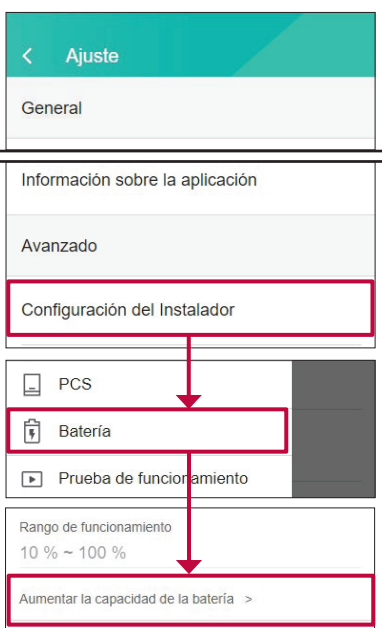 Ajuste
General
Información sobre la aplicación
Avanzado
Configuración del Instalador
PCS
Batería
Prueba de funcionamiento
Rango de funcionamiento
10 % ~ 100 %
Aumentar la capacidad de la batería >